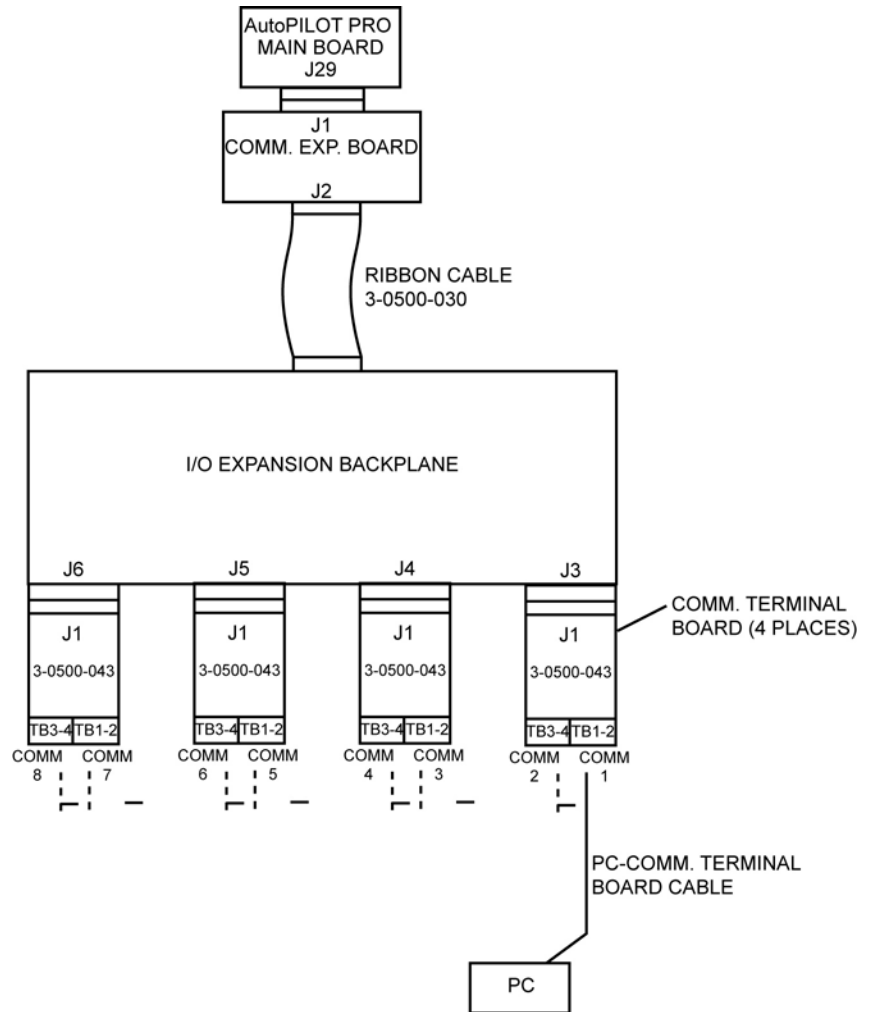 AutoPILOT PRO
MAIN BOARD
J29
J1
COMM. EXP. BOARD
J2
RIBBON CABLE
3-0500-030
I/O EXPANSION BACKPLANE
J6 J5 J4 J3
COMM. TERMINAL
BOARD (4 PLACES)
J1 J1 J1 J1
3-0500-043 3-0500-043 3-0500-043 3-0500-043
TB3-4 TB1-2 TB3-4 TB1-2 TB3-4 TB1-2 TB3-4 TB1-2
COMM COMM COMM COMM COMM COMM COMM COMM
8 7 6 5 4 3 2 1
PC-COMM. TERMINAL
BOARD CABLE
PC